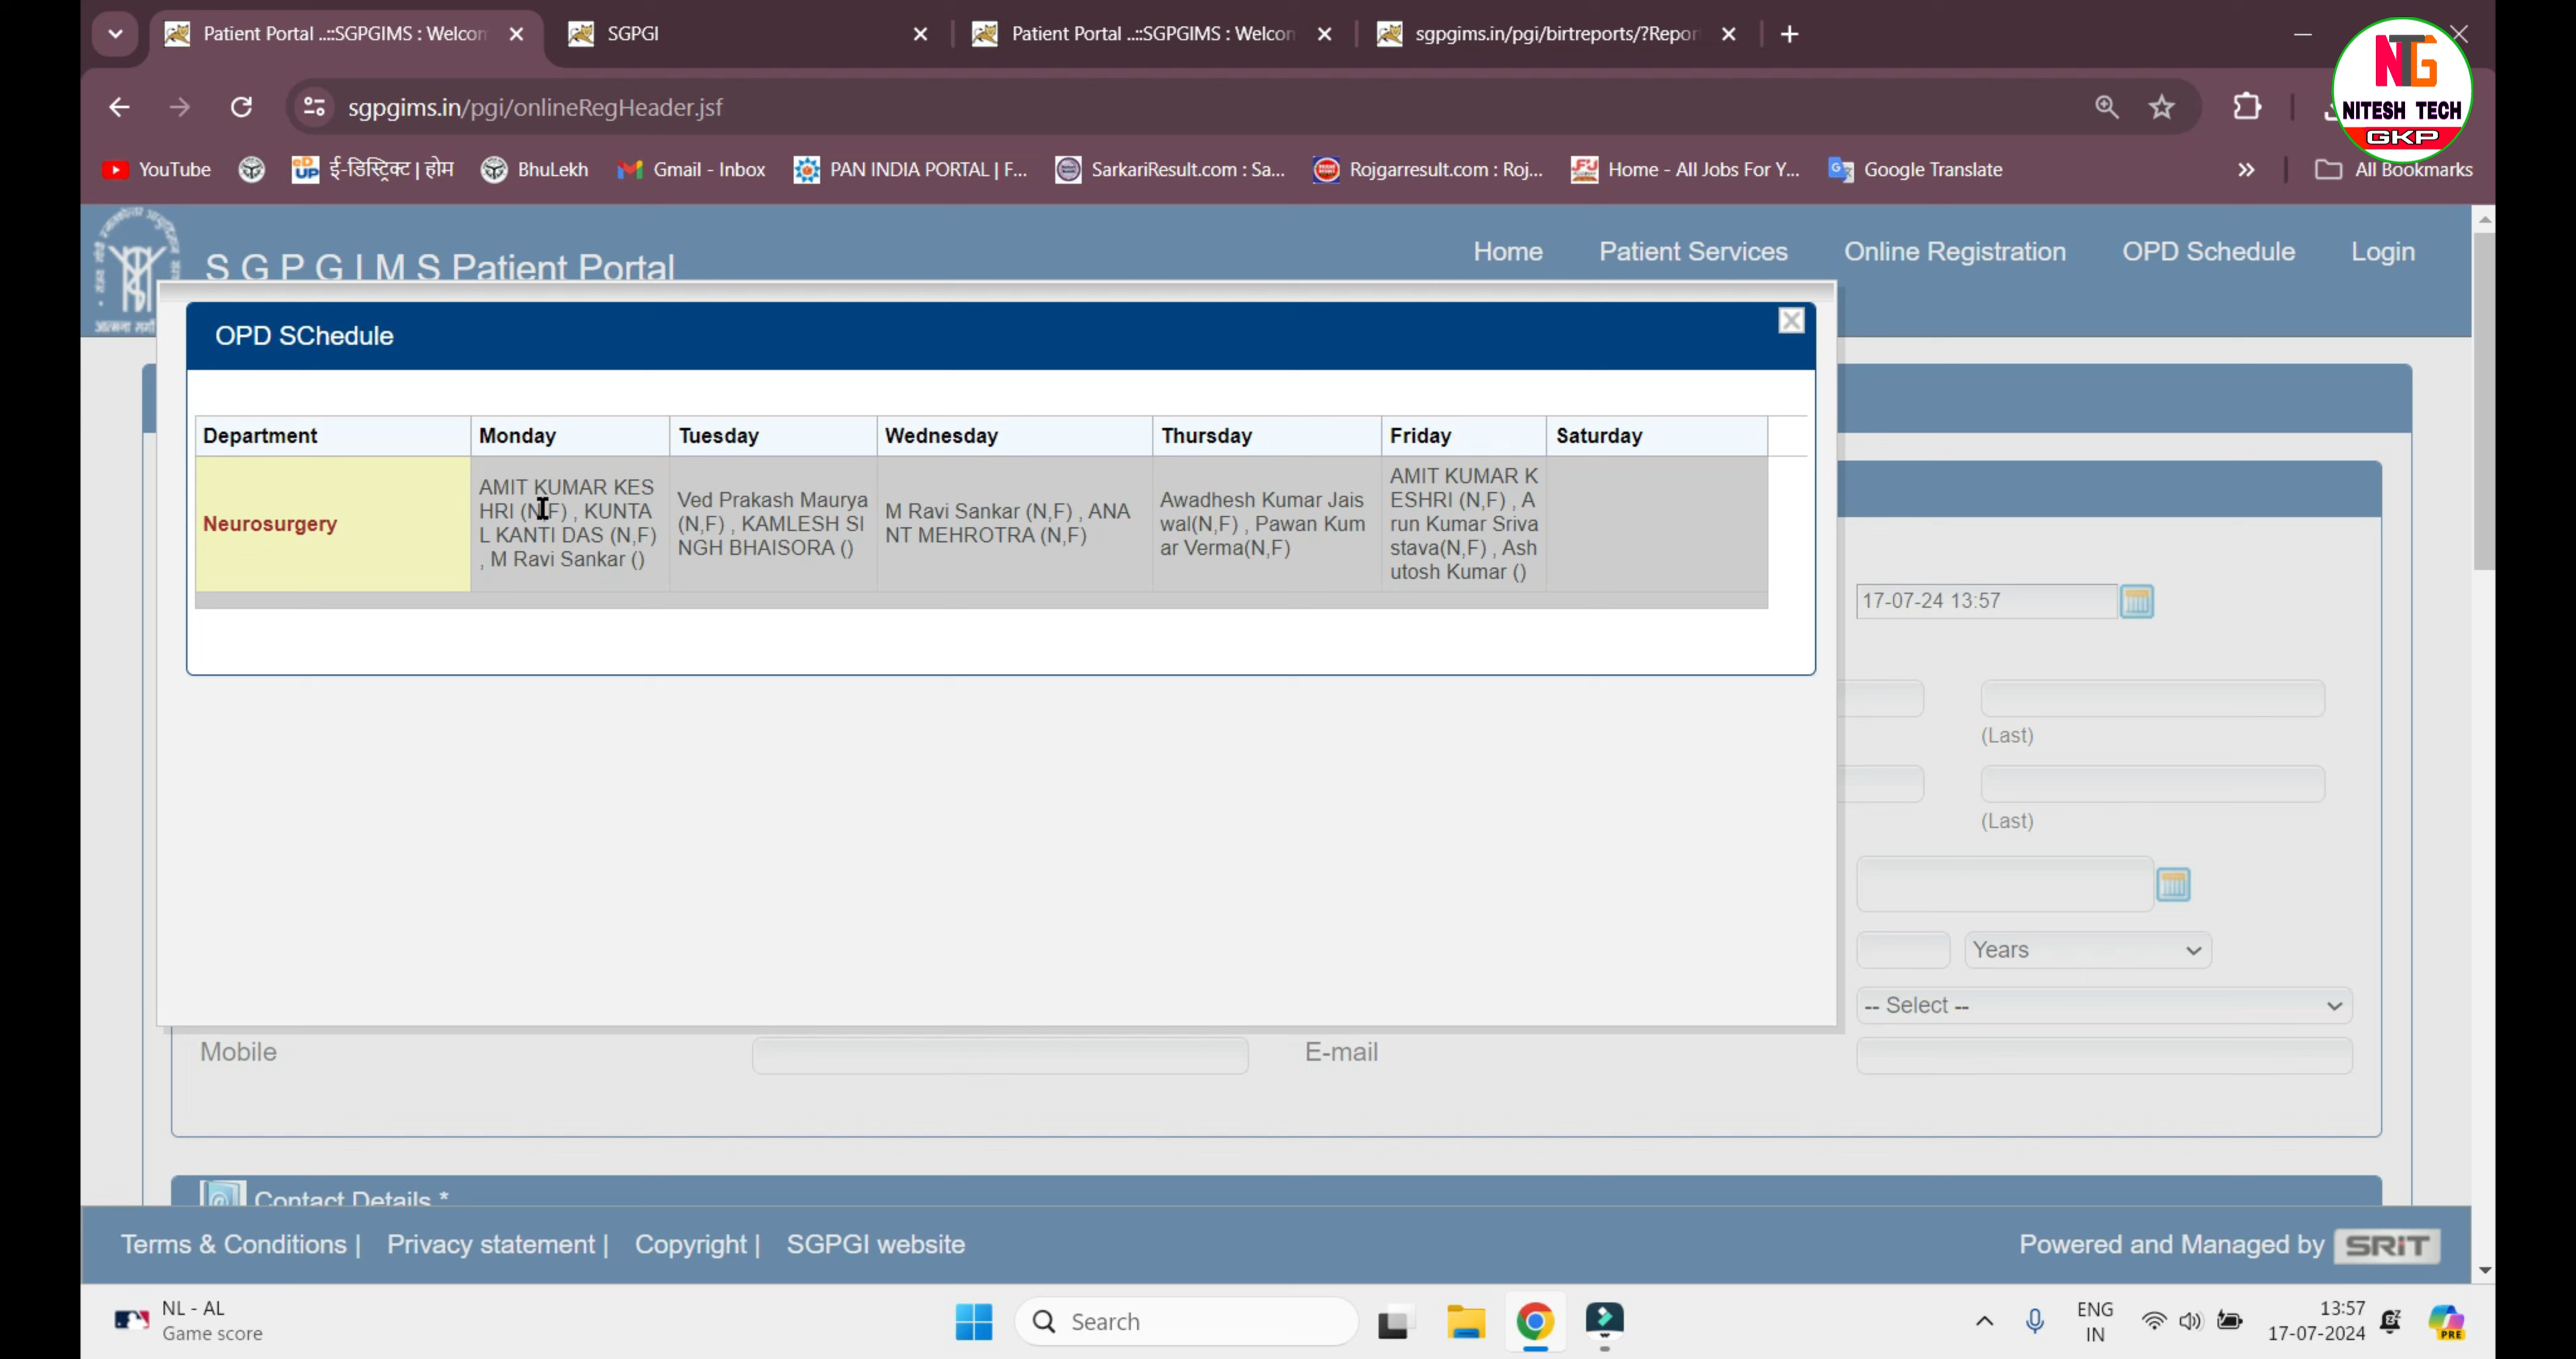 Patient Portal ..::SGPGIMS : Welcon
SGPGI
Patient Portal ..::SGPGIMS : Welcon
sgpgims.in/pgi/birtreports/?Repor
NTG
NITESH TECH
GKP
sgpgims.in/pgi/onlineRegHeader.jsf
YouTube
ई-डिस्ट्रिक्ट | होम
BhuLekh
Gmail - Inbox
PAN INDIA PORTAL | F...
SarkariResult.com : Sa...
Rojgarresult.com : Roj...
Home - All Jobs For Y...
Google Translate
All Bookmarks
S G P G I M S Patient Portal
Home
Patient Services
Online Registration
OPD Schedule
Login
OPD SChedule
Department
Monday
Tuesday
Wednesday
Thursday
Friday
Saturday
Neurosurgery
AMIT KUMAR KES
HRI (N,F) , KUNTA
L KANTI DAS (N,F)
, M Ravi Sankar ()
Ved Prakash Maurya
(N,F) , KAMLESH SI
NGH BHAISORA ()
M Ravi Sankar (N,F) , ANA
NT MEHROTRA (N,F)
Awadhesh Kumar Jais
wal(N,F) , Pawan Kum
ar Verma(N,F)
AMIT KUMAR K
ESHRI (N,F) , A
run Kumar Sriva
stava(N,F) , Ash
utosh Kumar ()
17-07-24 13:57
(Last)
(Last)
Years
-- Select --
Mobile
E-mail
Contact Details *
Terms & Conditions |
Privacy statement |
Copyright |
SGPGI website
Powered and Managed by SRIT
NL - AL
Game score
Search
ENG
IN
13:57
17-07-2024
PRE